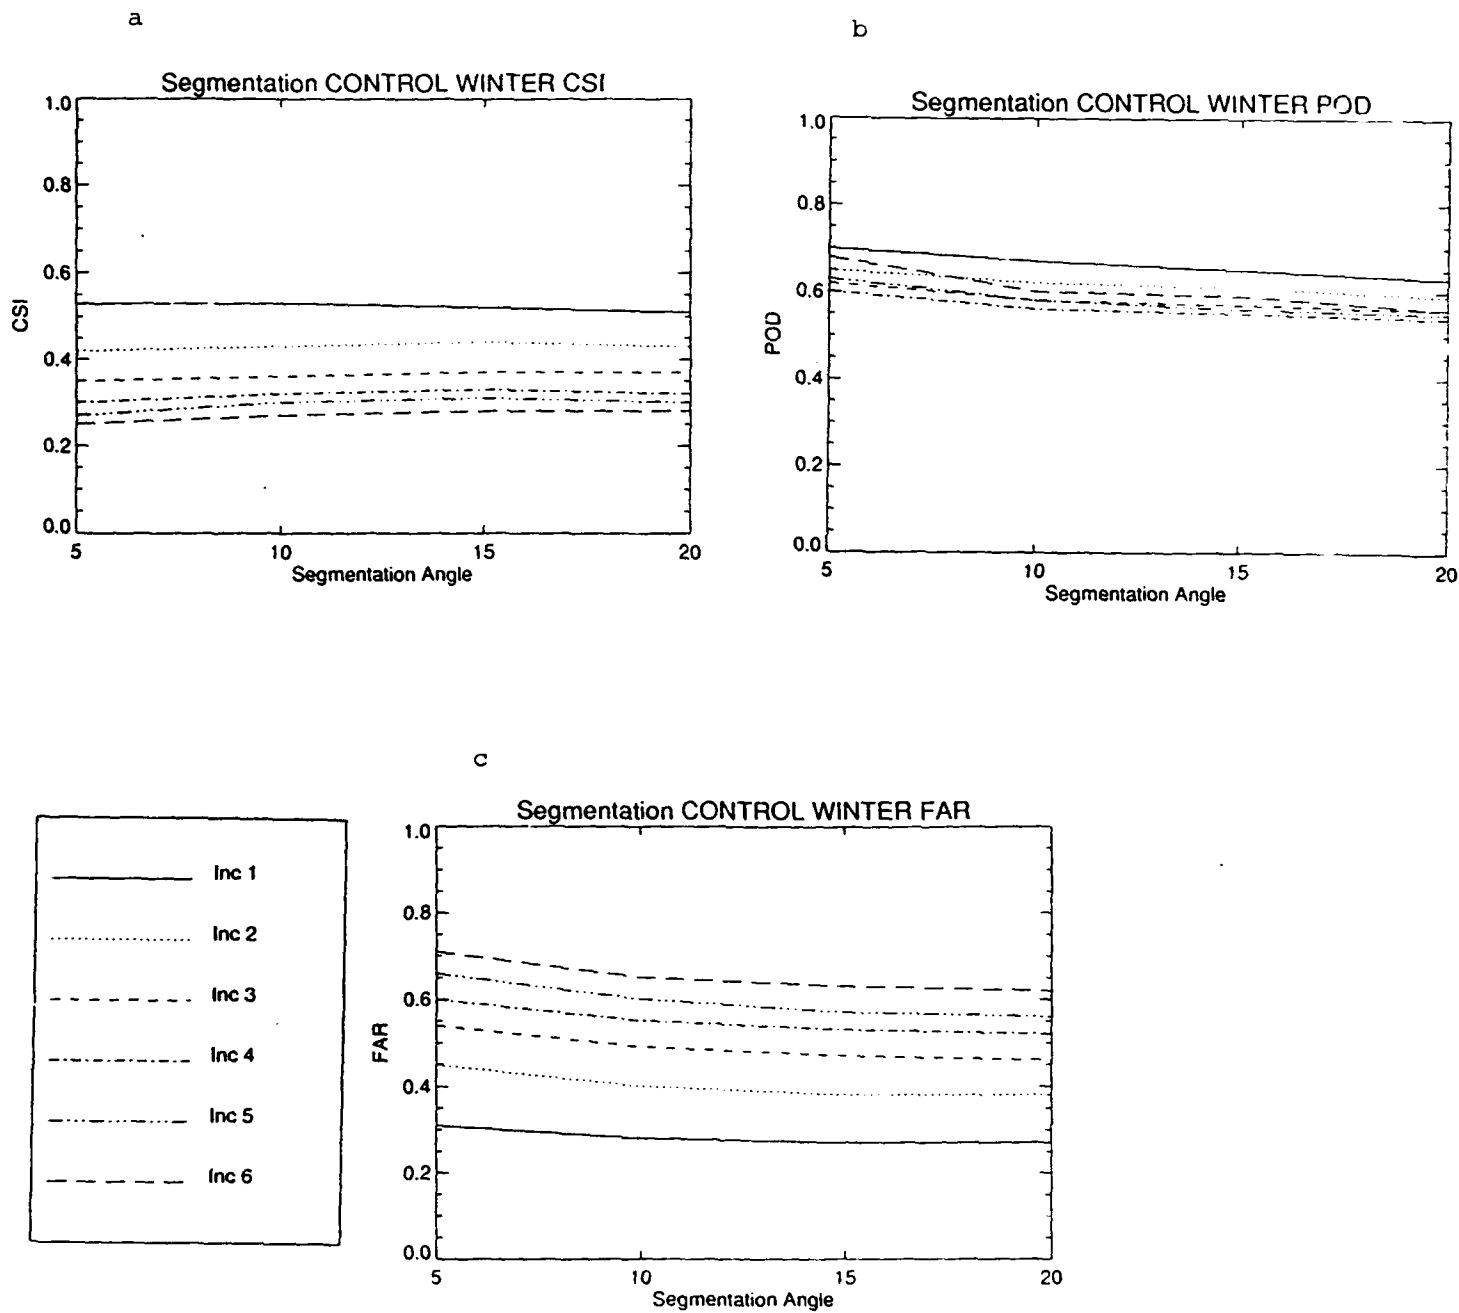 a
Segmentation CONTROL WINTER CSI
1.0
0.8
0.6
0.4
0.2
0.0
CSI
5 10 15 20
Segmentation Angle
b
Segmentation CONTROL WINTER POD
1.0
0.8
0.6
0.4
0.2
0.0
POD
5 10 15 20
Segmentation Angle
Inc 1
Inc 2
Inc 3
Inc 4
Inc 5
Inc 6
c
Segmentation CONTROL WINTER FAR
1.0
0.8
0.6
0.4
0.2
0.0
FAR
5 10 15 20
Segmentation Angle